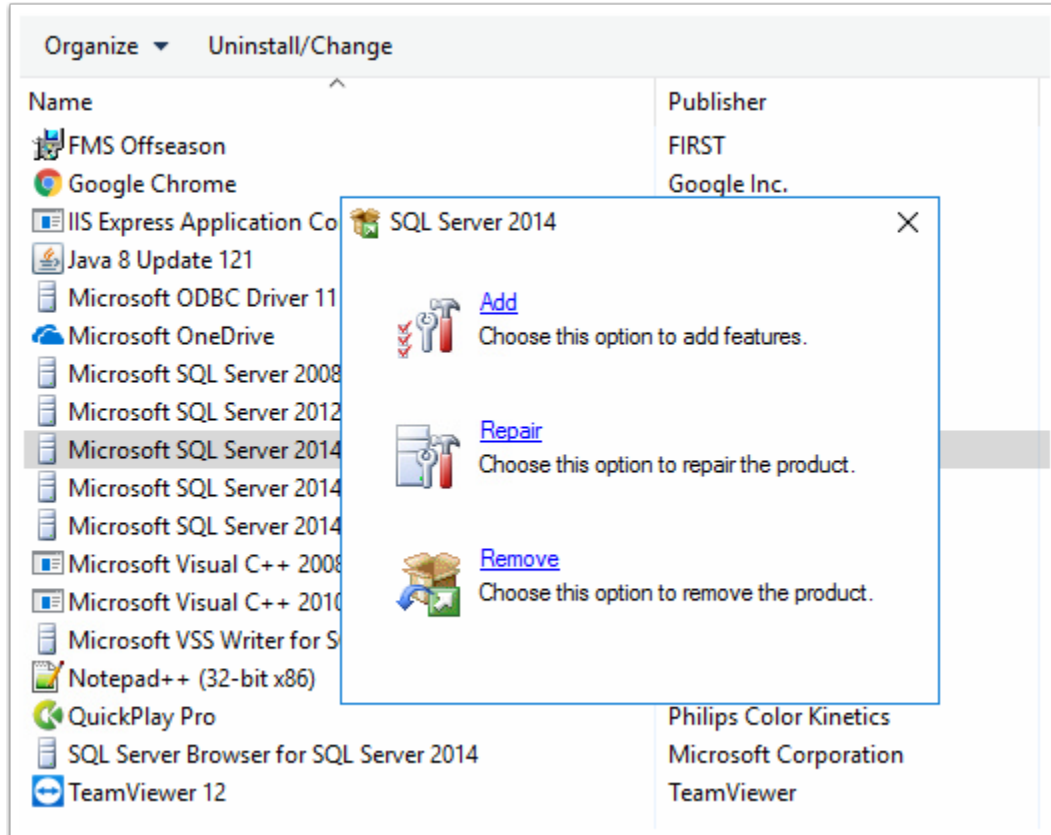 Organize Uninstall/Change
Name Publisher
FMS Offseason FIRST
Google Chrome Google Inc.
IIS Express Application Co
Java 8 Update 121
Microsoft ODBC Driver 11
Microsoft OneDrive
Microsoft SQL Server 2008
Microsoft SQL Server 2012
Microsoft SQL Server 2014
Microsoft SQL Server 2014
Microsoft SQL Server 2014
Microsoft Visual C++ 2008
Microsoft Visual C++ 2010
Microsoft VSS Writer for S
Notepad++ (32-bit x86)
QuickPlay Pro Philips Color Kinetics
SQL Server Browser for SQL Server 2014 Microsoft Corporation
TeamViewer 12 TeamViewer
SQL Server 2014
Add
Choose this option to add features.
Repair
Choose this option to repair the product.
Remove
Choose this option to remove the product.